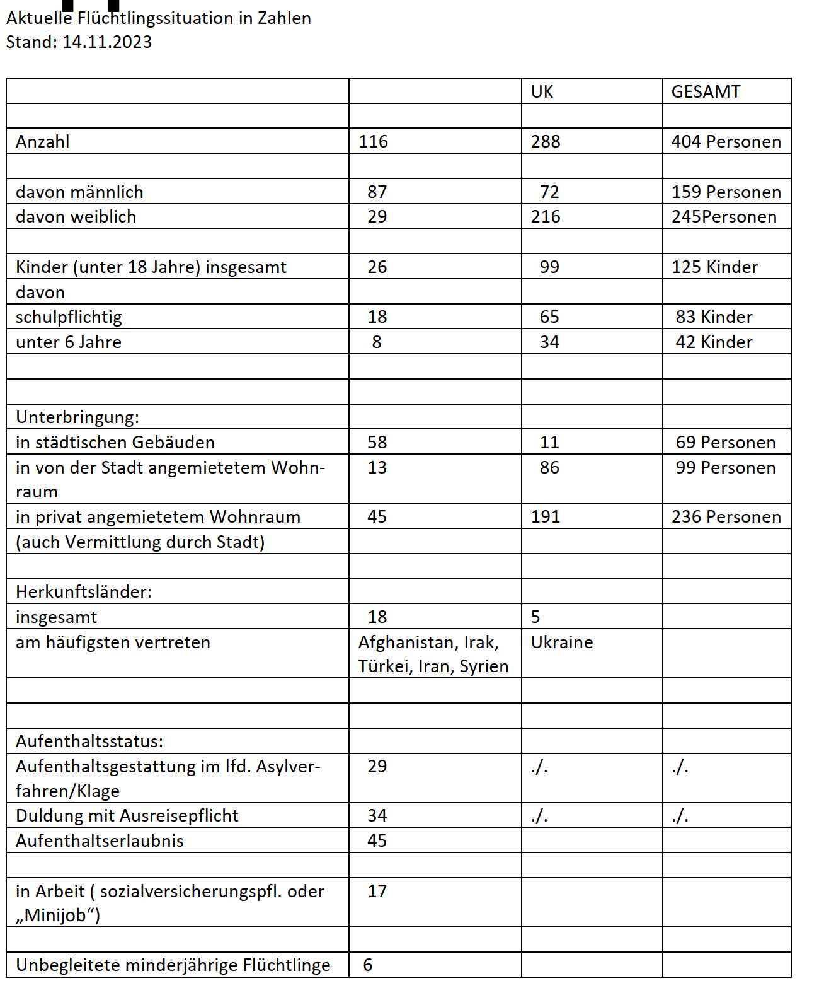 Aktuelle Flüchtlingssituation in Zahlen
Stand: 14.11.2023
UK GESAMT
Anzahl 116 288 404 Personen
davon männlich 87 72 159 Personen
davon weiblich 29 216 245Personen
Kinder (unter 18 Jahre) insgesamt 26 99 125 Kinder
davon
schulpflichtig 18 65 83 Kinder
unter 6 Jahre 8 34 42 Kinder
Unterbringung:
in städtischen Gebäuden 58 11 69 Personen
in von der Stadt angemietetem Wohn- 13 86 99 Personen
raum
in privat angemietetem Wohnraum 45 191 236 Personen
(auch Vermittlung durch Stadt)
Herkunftsländer:
insgesamt 18 5
am häufigsten vertreten Afghanistan, Irak, Ukraine
Türkei, Iran, Syrien
Aufenthaltsstatus:
Aufenthaltsgestattung im lfd. Asylver- 29 ./. ./.
fahren/Klage
Duldung mit Ausreisepflicht 34 ./. ./.
Aufenthaltserlaubnis 45
in Arbeit ( sozialversicherungspfl. oder 17
„Minijob“)
Unbegleitete minderjährige Flüchtlinge 6